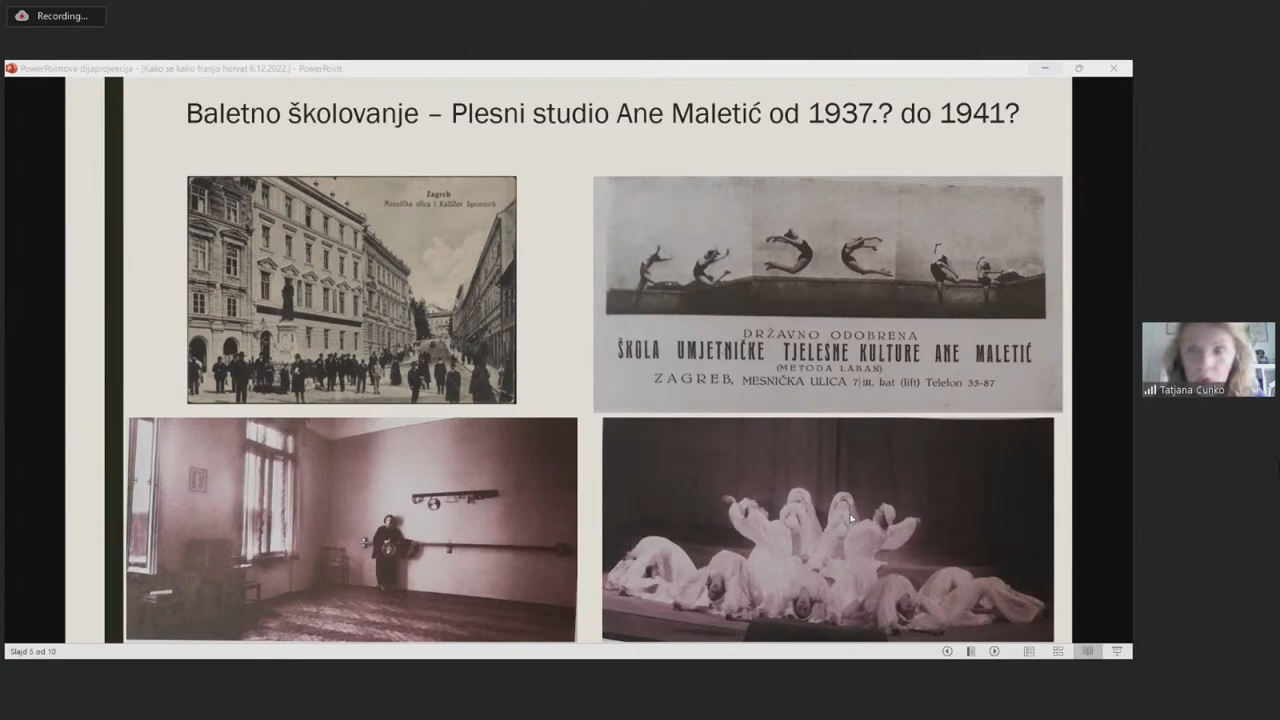 Recording...
PowerPointova dijaprojekcija - [Kako se kalio franjo horvat 6.12.2022.] - PowerPoint
Baletno školovanje – Plesni studio Ane Maletić od 1937.? do 1941?
Zagreb
Mesnička ulica i Kačićev Spomenik
DRŽAVNO ODOBRENA
ŠKOLA UMJETNIČKE TJELESNE KULTURE ANE MALETIĆ
(METODA LABAN)
ZAGREB, MESNIČKA ULICA 7/III. kat (lift) Telefon 35-87
Tatjana Cunko
Slajd 5 od 10